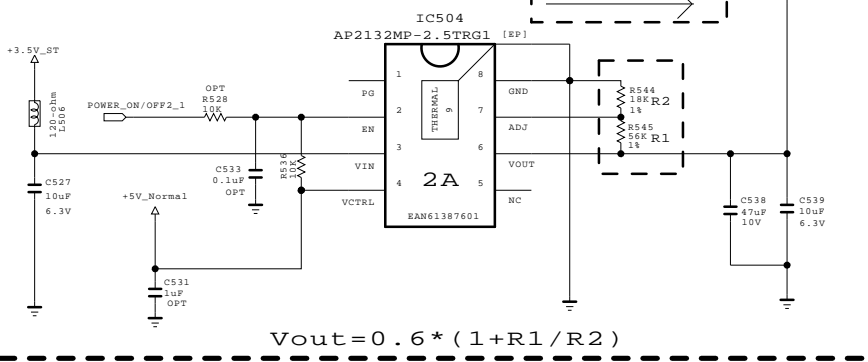 IC504
AP2132MP-2.5TRG1 [EP]
+3.5V_ST
120-ohm
L506
POWER_ON/OFF2_1
OPT
R528
10K
1
PG
2
EN
3
VIN
4
VCTRL
THERMAL
9
8
GND
7
ADJ
6
VOUT
5
NC
2A
EAN61387601
R544
18K R2
1%
R545
56K R1
1%
C533
0.1uF
OPT
R536
10K
C527
10uF
6.3V
+5V_Normal
C531
1uF
OPT
C538
47uF
10V
C539
10uF
6.3V
Vout=0.6*(1+R1/R2)